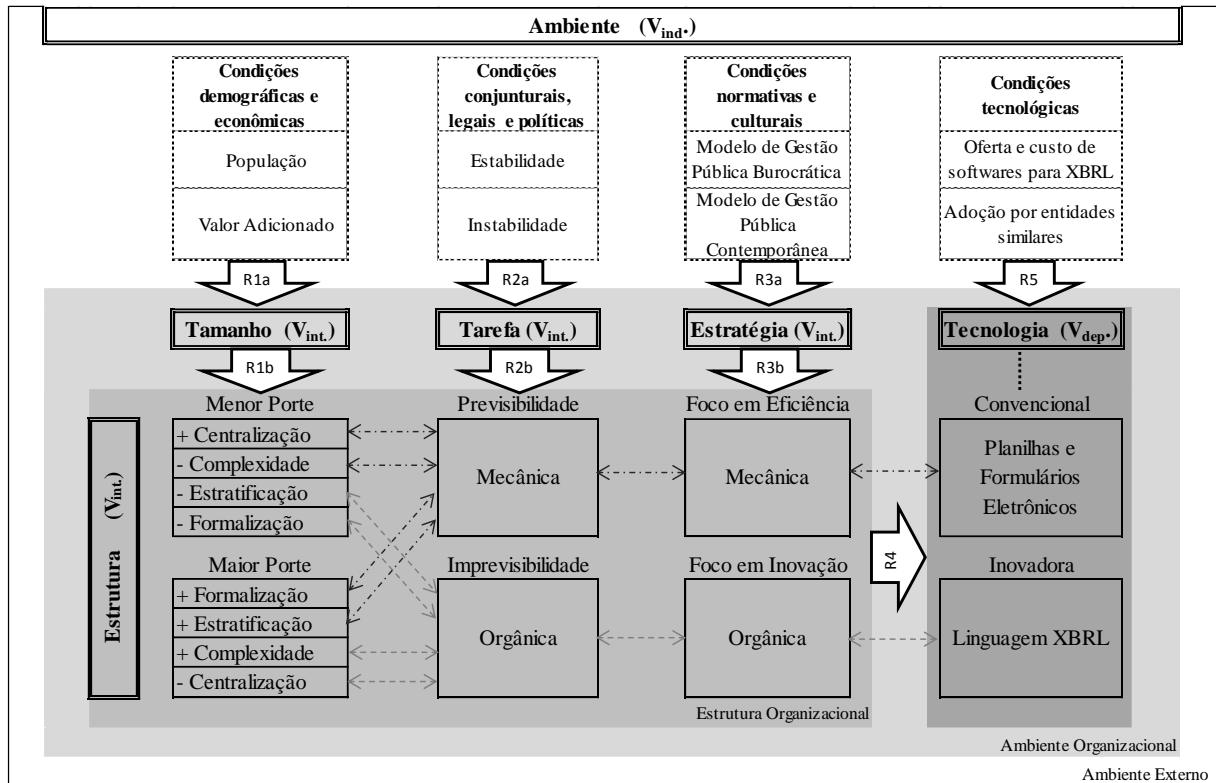 Ambiente (Vind.)
Condições
demográficas e
econômicas
População
Valor Adicionado
Condições
conjunturais,
legais e políticas
Estabilidade
Instabilidade
Condições
normativas e
culturais
Modelo de Gestão
Pública Burocrática
Modelo de Gestão
Pública
Contemporânea
Condições
tecnológicas
Oferta e custo de
softwares para XBRL
Adoção por entidades
similares
R1a
R2a
R3a
R5
Tamanho (Vint.)
Tarefa (Vint.)
Estratégia (Vint.)
Tecnologia (Vdep.)
R1b
R2b
R3b
Estrutura (Vint.)
Menor Porte
+ Centralização
- Complexidade
- Estratificação
- Formalização
Maior Porte
+ Formalização
+ Estratificação
+ Complexidade
- Centralização
Previsibilidade
Mecânica
Imprevisibilidade
Orgânica
Foco em Eficiência
Mecânica
Foco em Inovação
Orgânica
R4
Convencional
Planilhas e
Formulários
Eletrônicos
Inovadora
Linguagem XBRL
Estrutura Organizacional
Ambiente Organizacional
Ambiente Externo